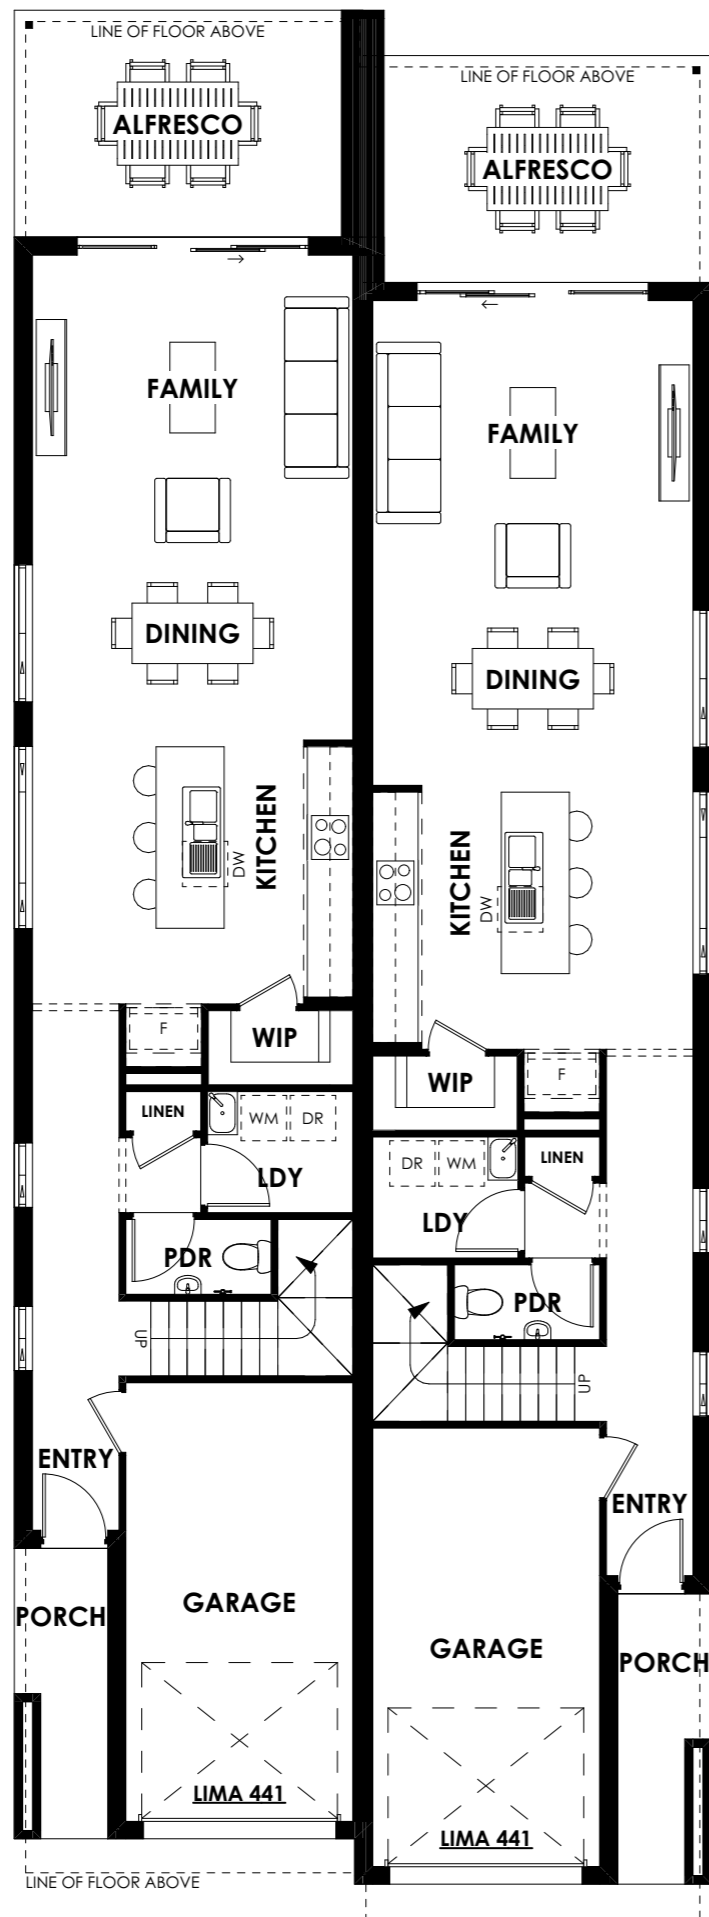 LINE OF FLOOR ABOVE
ALFRESCO
FAMILY
DINING
KITCHEN
DW
F
WIP
LINEN
WM
DR
LDY
PDR
UP
ENTRY
PORCH
GARAGE
LIMA 441
LINE OF FLOOR ABOVE
LINE OF FLOOR ABOVE
ALFRESCO
FAMILY
DINING
KITCHEN
DW
WIP
F
DR
WM
LINEN
LDY
PDR
UP
ENTRY
GARAGE
PORCH
LIMA 441